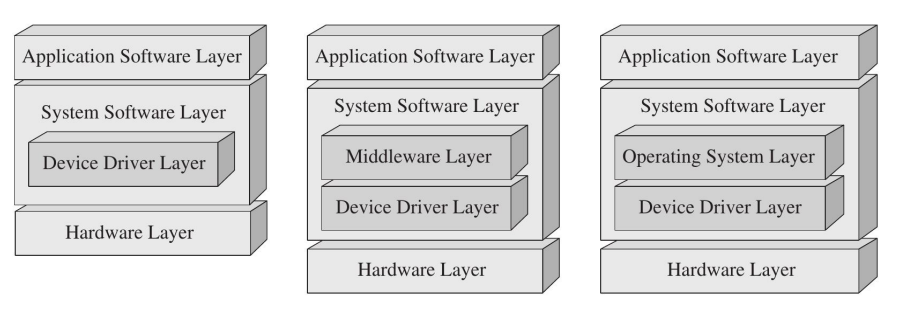 Application Software Layer
System Software Layer
Device Driver Layer
Hardware Layer
Application Software Layer
System Software Layer
Middleware Layer
Device Driver Layer
Hardware Layer
Application Software Layer
System Software Layer
Operating System Layer
Device Driver Layer
Hardware Layer